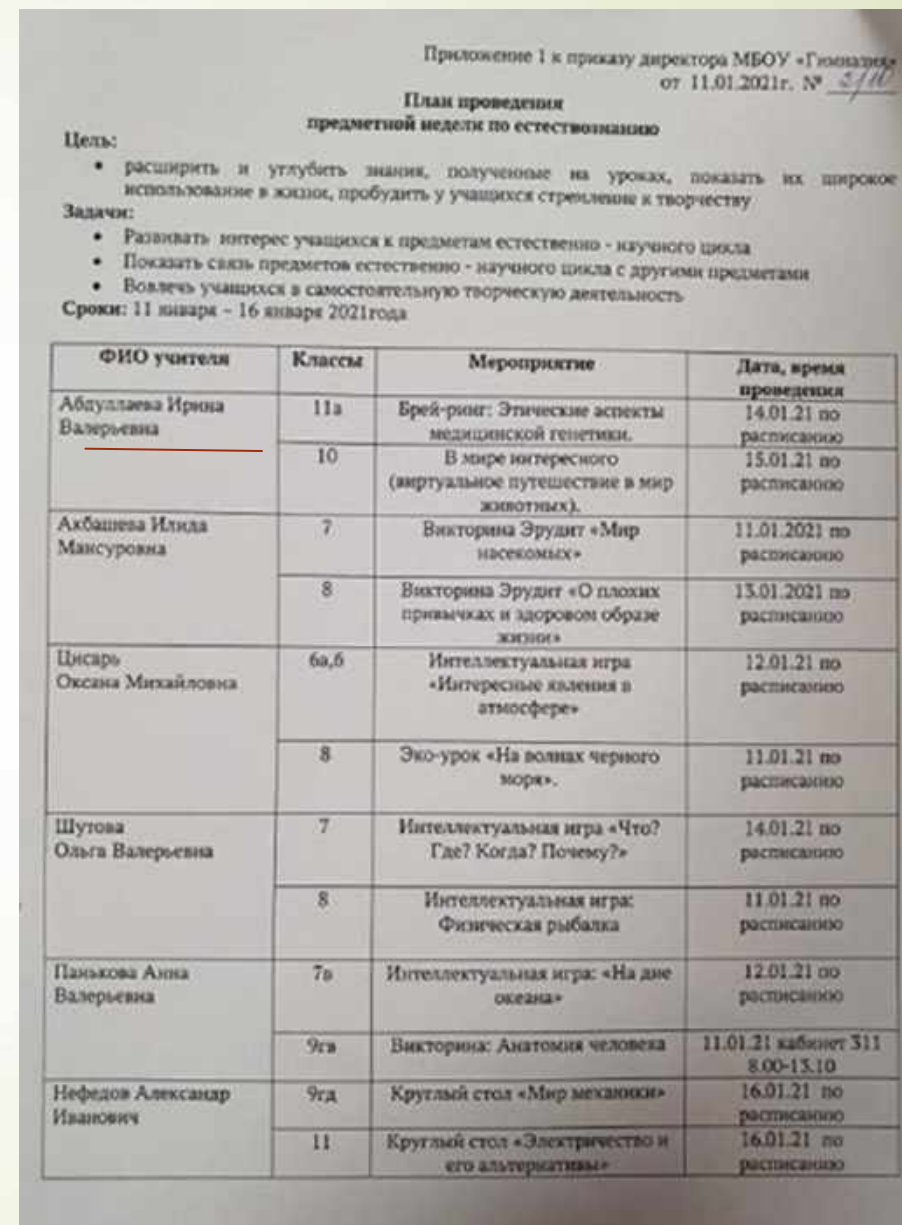 Приложение 1 к приказу директора МБОУ «Гимназия»
от 11.01.2021г. № 2/10
План проведения
предметной недели по естествознанию
Цель:
• расширить и углубить знания, полученные на уроках, показать их широкое
использование в жизни, пробудить у учащихся стремление к творчеству
Задачи:
• Развивать интерес учащихся к предметам естественно - научного цикла
• Показать связь предметов естественно - научного цикла с другими предметами
• Вовлечь учащихся в самостоятельную творческую деятельность
Сроки: 11 января – 16 января 2021года
ФИО учителя Классы Мероприятие Дата, время
проведения
Абдуллаева Ирина 11а Брей-ринг: Этические аспекты 14.01.21 по
Валерьевна медицинской генетики. расписанию
10 В мире интересного 15.01.21 по
(виртуальное путешествие в мир расписанию
животных).
Акбашева Илида 7 Викторина Эрудит «Мир 11.01.2021 по
Мансуровна насекомых» расписанию
8 Викторина Эрудит «О плохих 13.01.2021 по
привычках и здоровом образе расписанию
жизни»
Цисарь 6а,б Интеллектуальная игра 12.01.21 по
Оксана Михайловна «Интересные явления в расписанию
атмосфере»
8 Эко-урок «На волнах черного 11.01.21 по
моря». расписанию
Шутова 7 Интеллектуальная игра «Что? 14.01.21 по
Ольга Валерьевна Где? Когда? Почему?» расписанию
8 Интеллектуальная игра: 11.01.21 по
Физическая рыбалка расписанию
Панькова Анна 7в Интеллектуальная игра: «На дне 12.01.21 по
Валерьевна океана» расписанию
9гв Викторина: Анатомия человека 11.01.21 кабинет 311
8.00-13.10
Нефедов Александр 9гд Круглый стол «Мир механики» 16.01.21 по
Иванович расписанию
11 Круглый стол «Электричество и 16.01.21 по
его альтернативы» расписанию